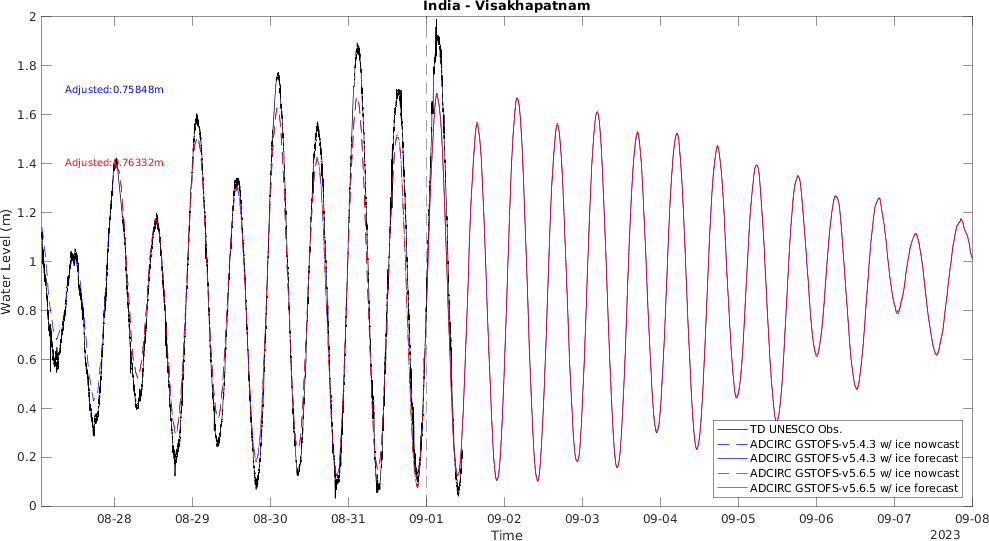 India - Visakhapatnam
Water Level (m)
2
1.8
1.6
1.4
1.2
1
0.8
0.6
0.4
0.2
0
Adjusted:0.75848m
Adjusted:0.76332m
TD UNESCO Obs.
ADCIRC GSTOFS-v5.4.3 w/ ice nowcast
ADCIRC GSTOFS-v5.4.3 w/ ice forecast
ADCIRC GSTOFS-v5.6.5 w/ ice nowcast
ADCIRC GSTOFS-v5.6.5 w/ ice forecast
08-28 08-29 08-30 08-31 09-01 09-02 09-03 09-04 09-05 09-06 09-07 09-08
Time
2023